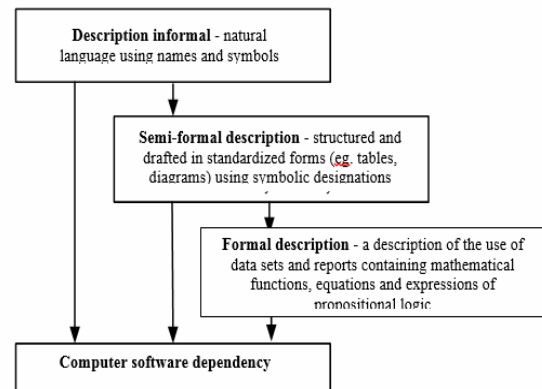 Description informal - natural
language using names and symbols
Semi-formal description - structured and
drafted in standardized forms (eg. tables,
diagrams) using symbolic designations
Formal description - a description of the use of
data sets and reports containing mathematical
functions, equations and expressions of
propositional logic
Computer software dependency